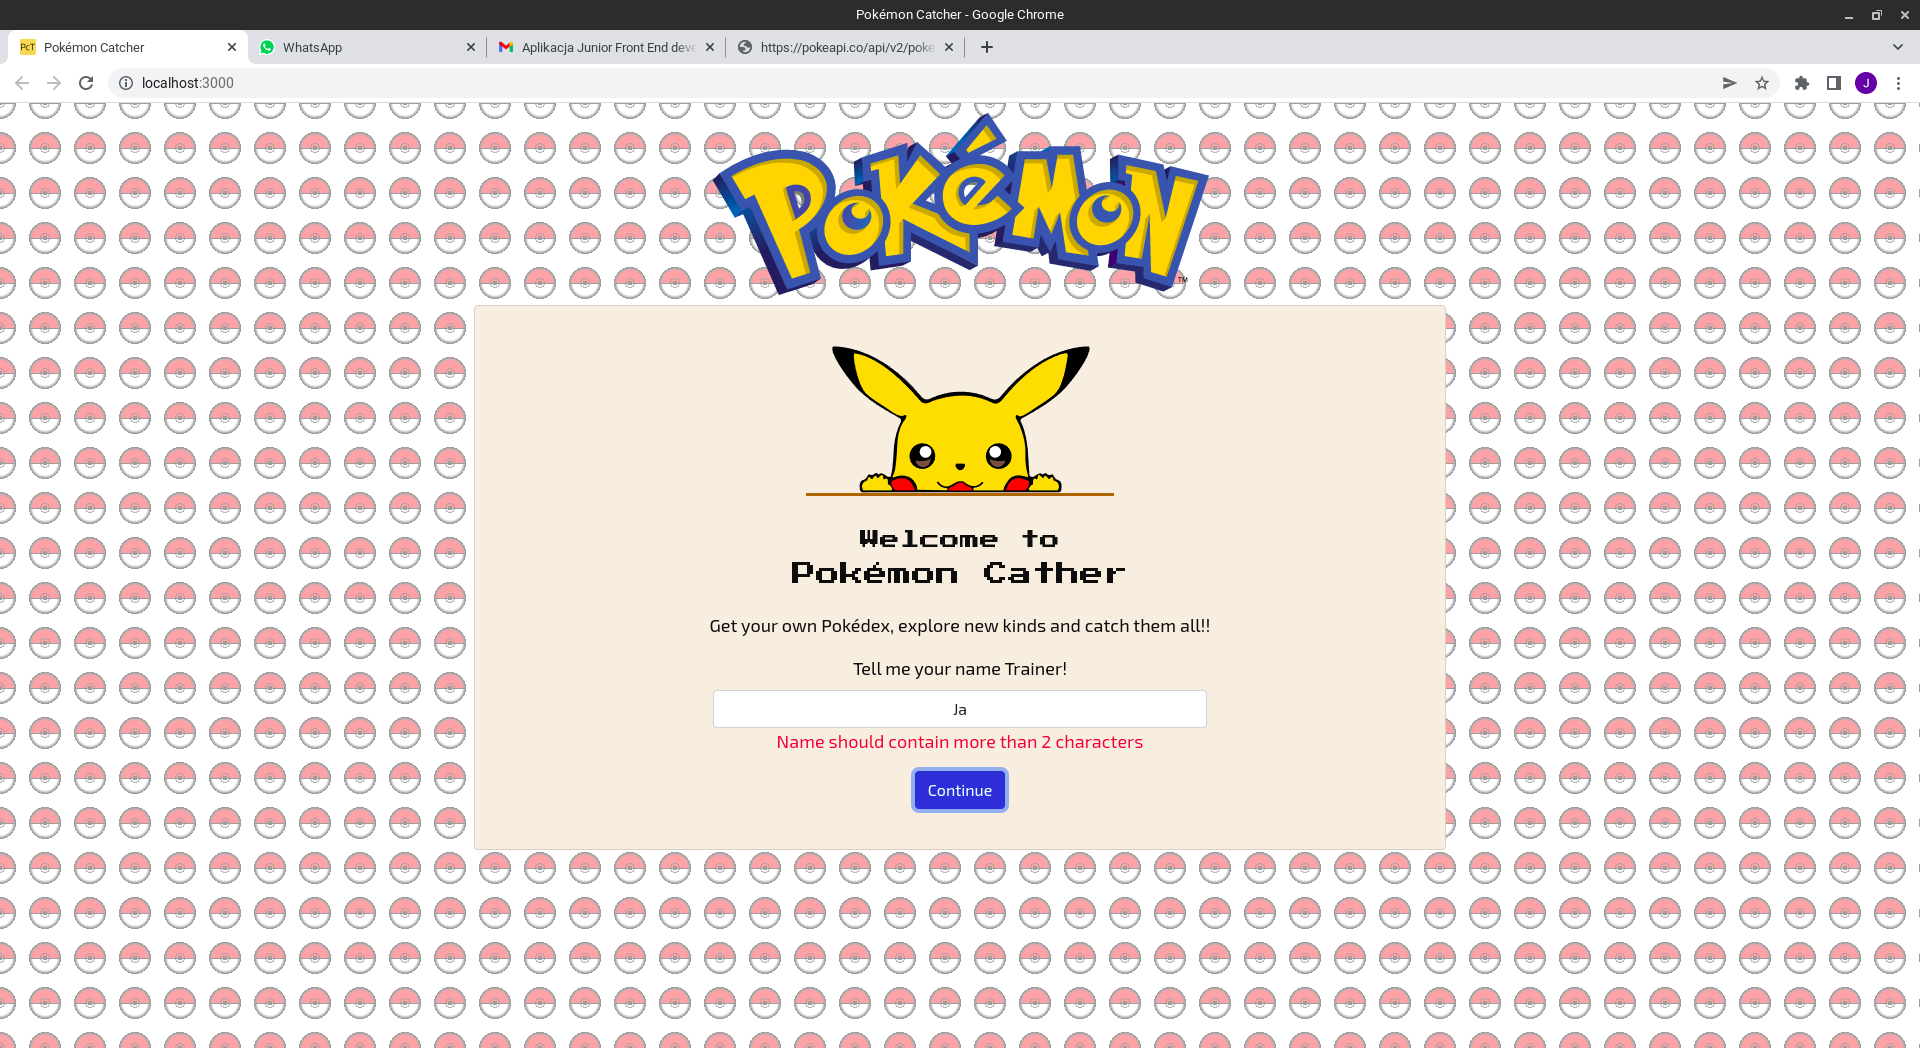 Pokémon Catcher - Google Chrome
PcT Pokémon Catcher WhatsApp Aplikacja Junior Front End deve https://pokeapi.co/api/v2/poke
localhost:3000 J
POKéMON
TM
Welcome to
Pokémon Cather
Get your own Pokédex, explore new kinds and catch them all!!
Tell me your name Trainer!
Ja
Name should contain more than 2 characters
Continue